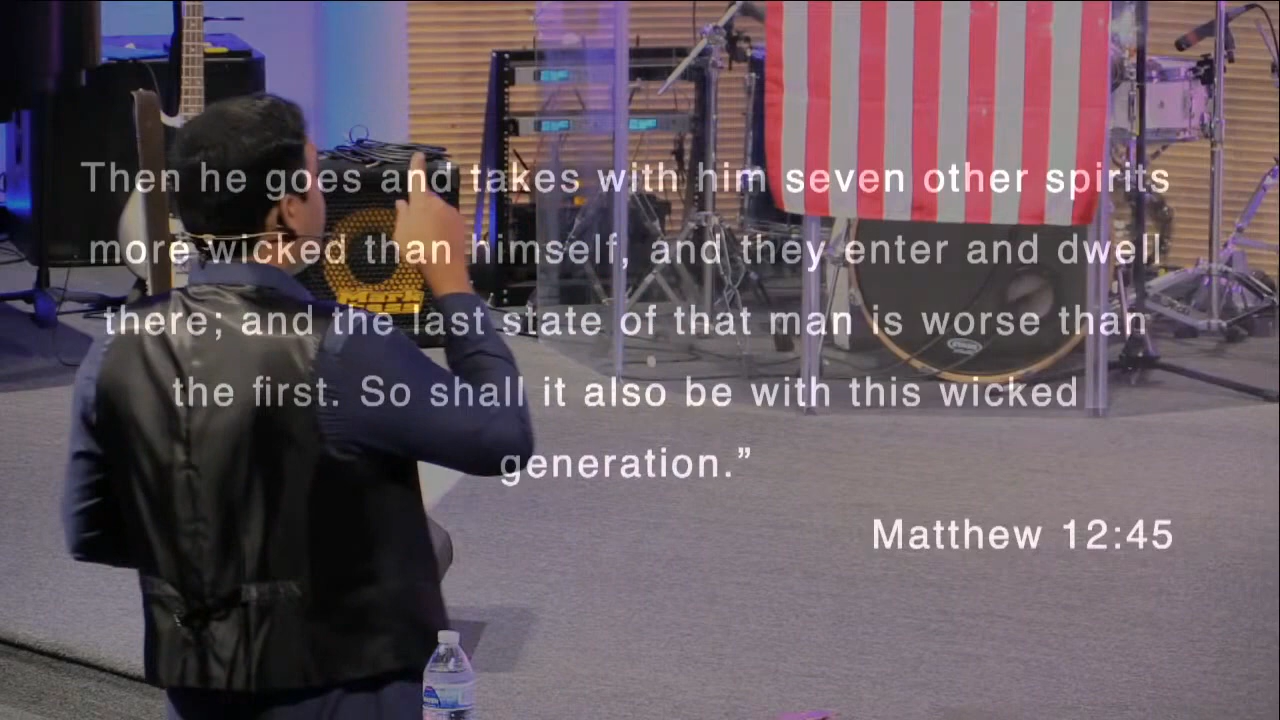 Then he goes and takes with him seven other spirits
more wicked than himself, and they enter and dwell
there; and the last state of that man is worse than
the first. So shall it also be with this wicked
generation.”
Matthew 12:45